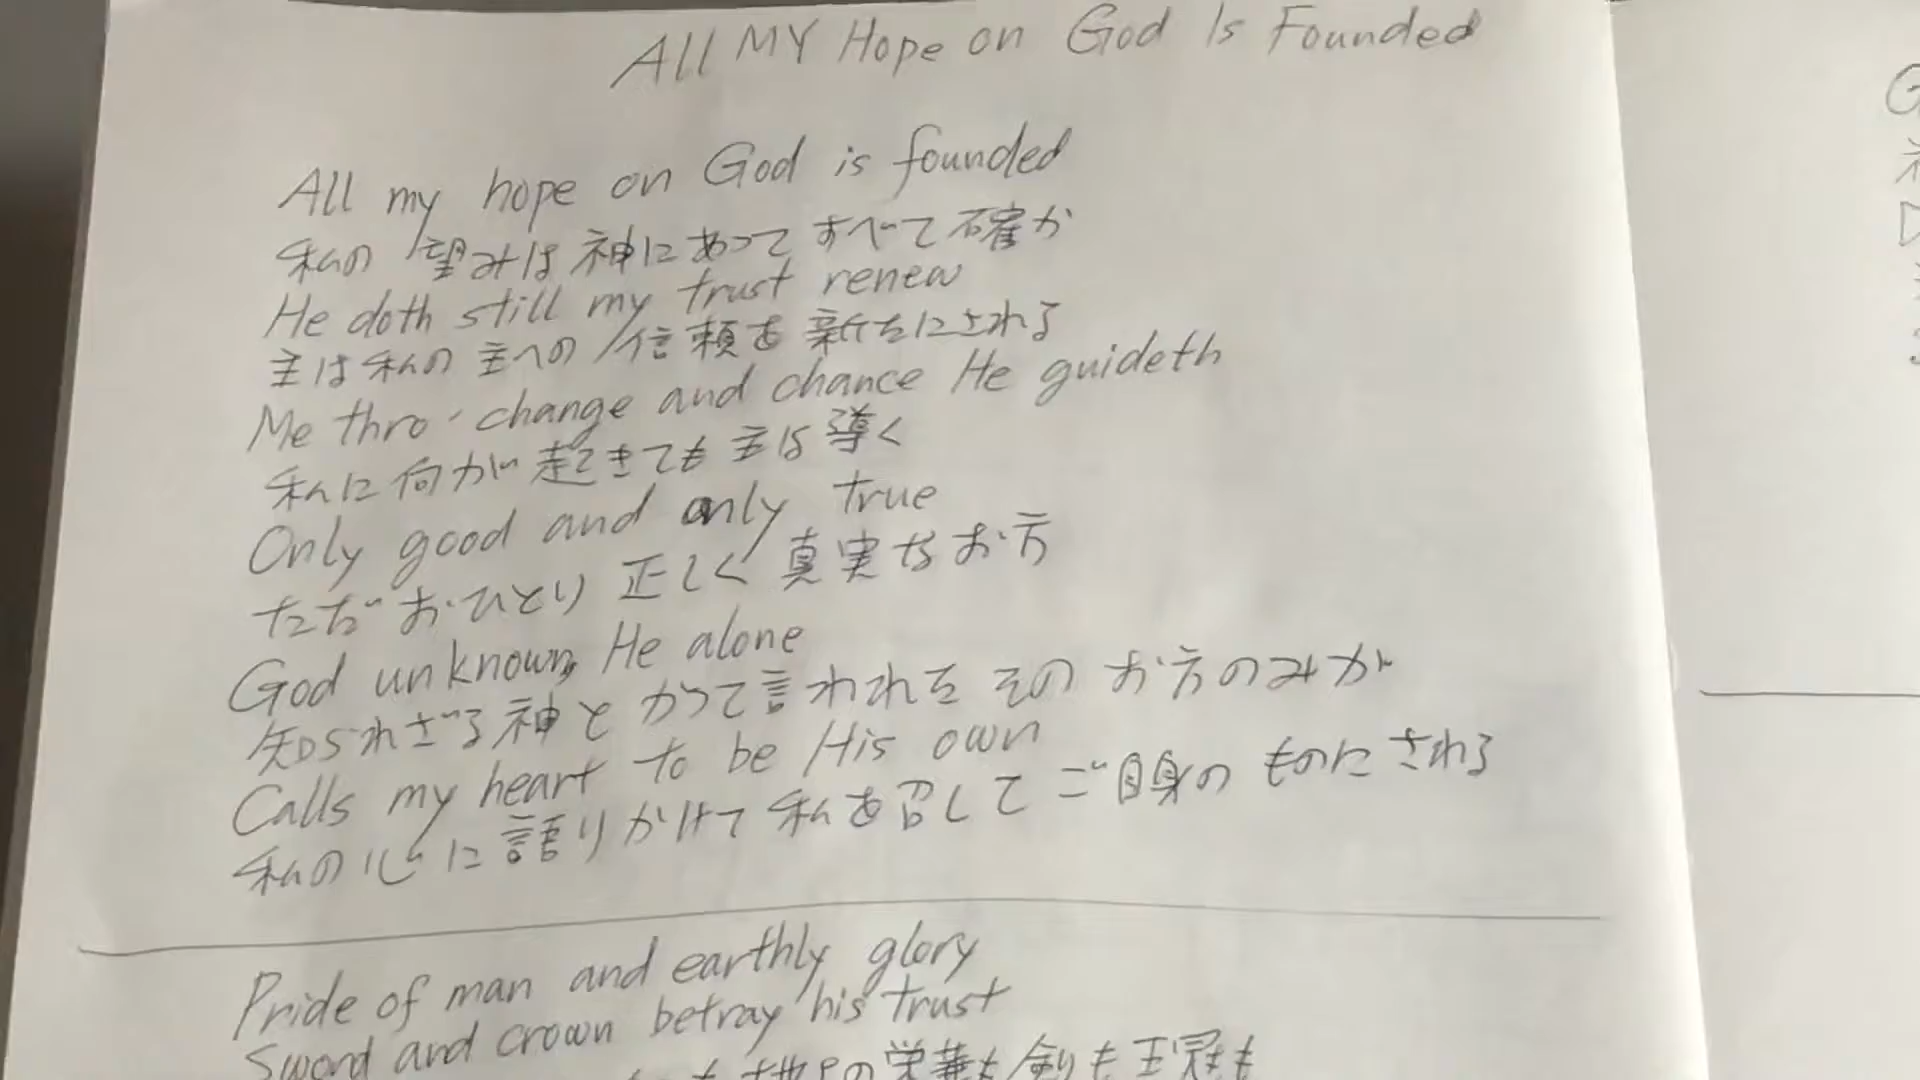 All MY Hope on God Is Founded
All my hope on God is founded
私の望みは神にあってすべて確か
He doth still my trust renew
主は私の主への信頼を新たにされる
Me thro' change and chance He guideth
私に何が起きても主は導く
Only good and only true
ただおひとり正しく真実なお方
God unknown, He alone
知られざる神とかつて言われたそのお方のみが
Calls my heart to be His own
私の心に語りかけて私を召してご自身のものにされる
Pride of man and earthly glory
Sword and crown betray his trust
地上の栄華も剣も王冠も